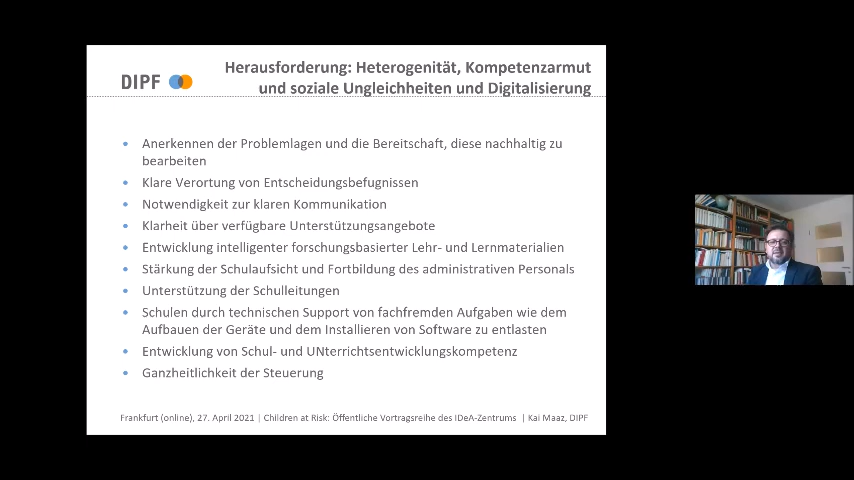 DIPF
Herausforderung: Heterogenität, Kompetenzarmut
und soziale Ungleichheiten und Digitalisierung
• Anerkennen der Problemlagen und die Bereitschaft, diese nachhaltig zu
bearbeiten
• Klare Verortung von Entscheidungsbefugnissen
• Notwendigkeit zur klaren Kommunikation
• Klarheit über verfügbare Unterstützungsangebote
• Entwicklung intelligenter forschungsbasierter Lehr- und Lernmaterialien
• Stärkung der Schulaufsicht und Fortbildung des administrativen Personals
• Unterstützung der Schulleitungen
• Schulen durch technischen Support von fachfremden Aufgaben wie dem
Aufbauen der Geräte und dem Installieren von Software zu entlasten
• Entwicklung von Schul- und UNterrichtsentwicklungskompetenz
• Ganzheitlichkeit der Steuerung
Frankfurt (online), 27. April 2021 | Children at Risk: Öffentliche Vortragsreihe des IDeA-Zentrums | Kai Maaz, DIPF